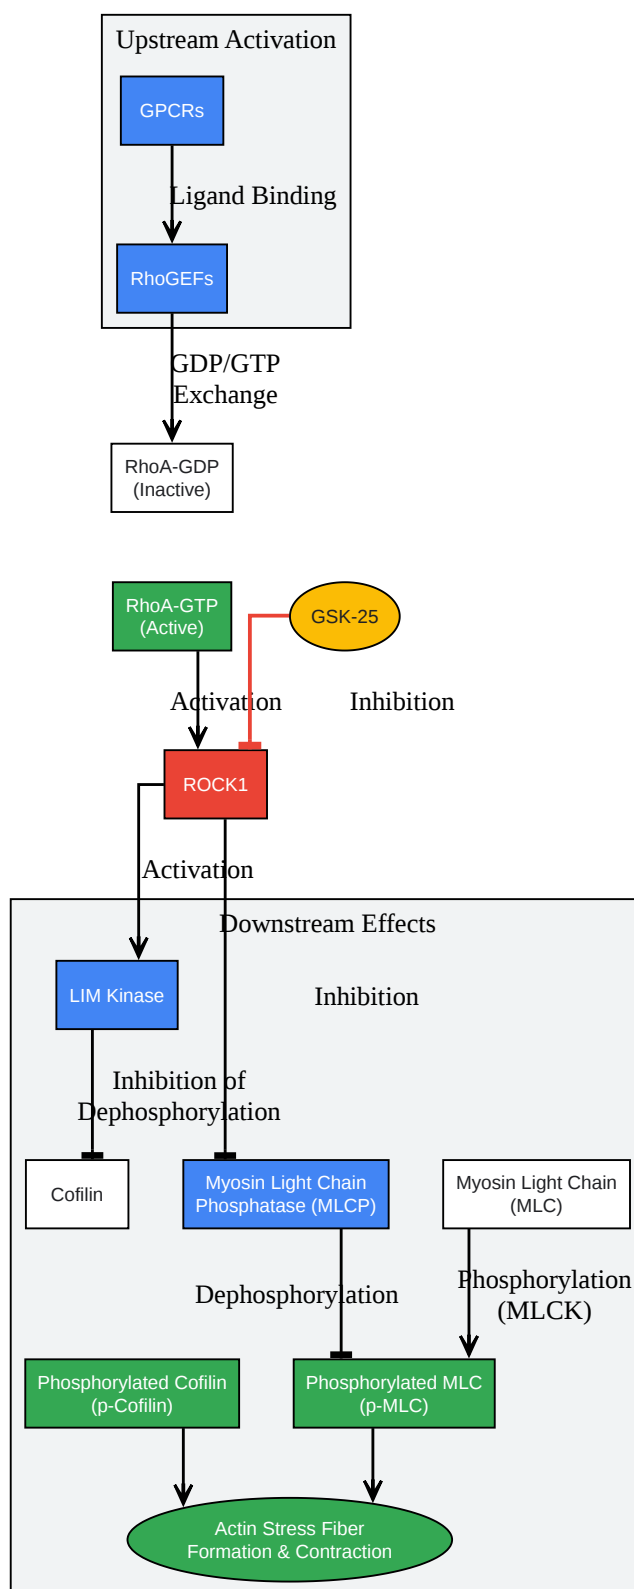 Upstream Activation
GPCRs
Ligand Binding
RhoGEFs
GDP/GTP
Exchange
RhoA-GDP
(Inactive)
RhoA-GTP
(Active)
GSK-25
Activation
Inhibition
ROCK1
Activation
Downstream Effects
LIM Kinase
Inhibition
Inhibition of
Dephosphorylation
Cofilin
Myosin Light Chain
Phosphatase (MLCP)
Myosin Light Chain
(MLC)
Dephosphorylation
Phosphorylation
(MLCK)
Phosphorylated Cofilin
(p-Cofilin)
Phosphorylated MLC
(p-MLC)
Actin Stress Fiber
Formation & Contraction